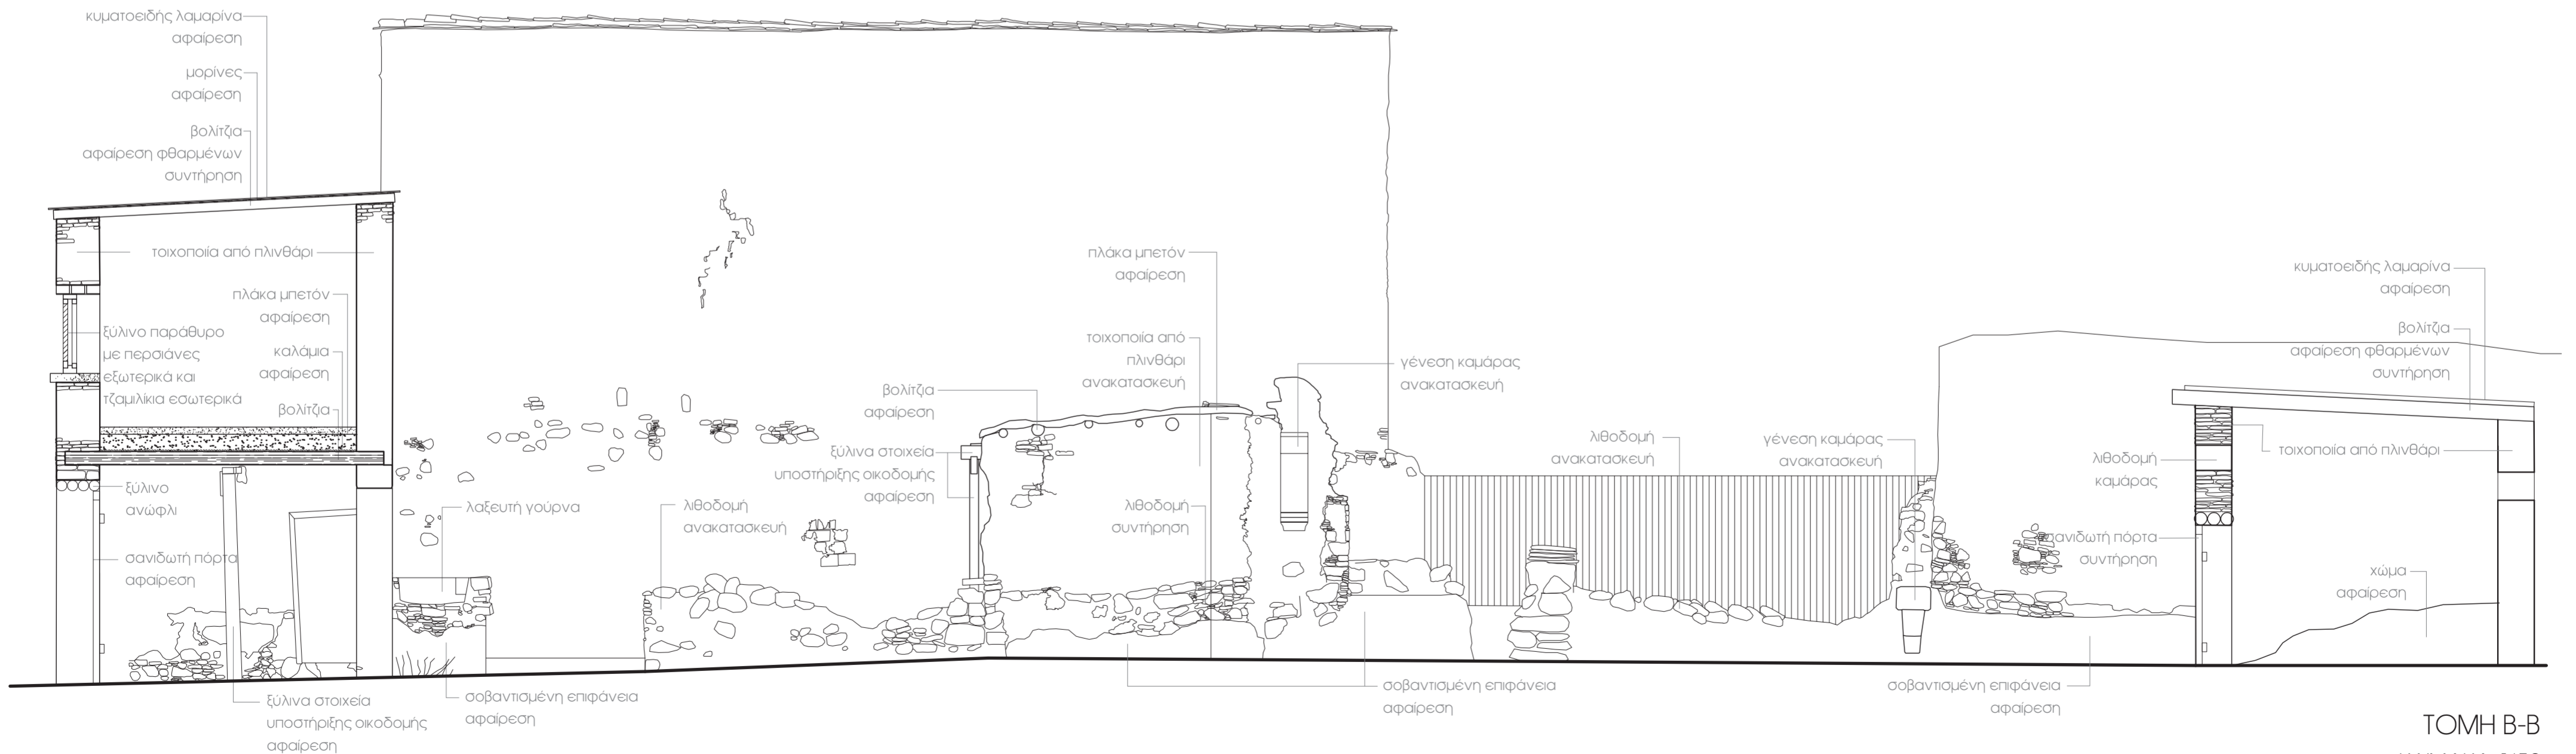 κυματοειδής λαμαρίνα
αφαίρεση
μορίνες
αφαίρεση
βολίτζια
αφαίρεση φθαρμένων
συντήρηση
τοιχοποιία από πλινθάρι
πλάκα μπετόν
αφαίρεση
ξύλινο παράθυρο
με περσιάνες
εξωτερικά και
τζαμιλίκια εσωτερικά
καλάμια
αφαίρεση
βολίτζια
ξύλινο
ανώφλι
σανιδωτή πόρτα
αφαίρεση
ξύλινα στοιχεία
υποστήριξης οικοδομής
αφαίρεση
λαξευτή γούρνα
σοβαντισμένη επιφάνεια
αφαίρεση
λιθοδομή
ανακατασκευή
βολίτζια
αφαίρεση
ξύλινα στοιχεία
υποστήριξης οικοδομής
αφαίρεση
πλάκα μπετόν
αφαίρεση
τοιχοποιία από
πλινθάρι
ανακατασκευή
λιθοδομή
συντήρηση
γένεση καμάρας
ανακατασκευή
σοβαντισμένη επιφάνεια
αφαίρεση
λιθοδομή
ανακατασκευή
γένεση καμάρας
ανακατασκευή
σοβαντισμένη επιφάνεια
αφαίρεση
κυματοειδής λαμαρίνα
αφαίρεση
βολίτζια
αφαίρεση φθαρμένων
συντήρηση
λιθοδομή
καμάρας
τοιχοποιία από πλινθάρι
σανιδωτή πόρτα
συντήρηση
χώμα
αφαίρεση
ΤΟΜΗ Β-Β